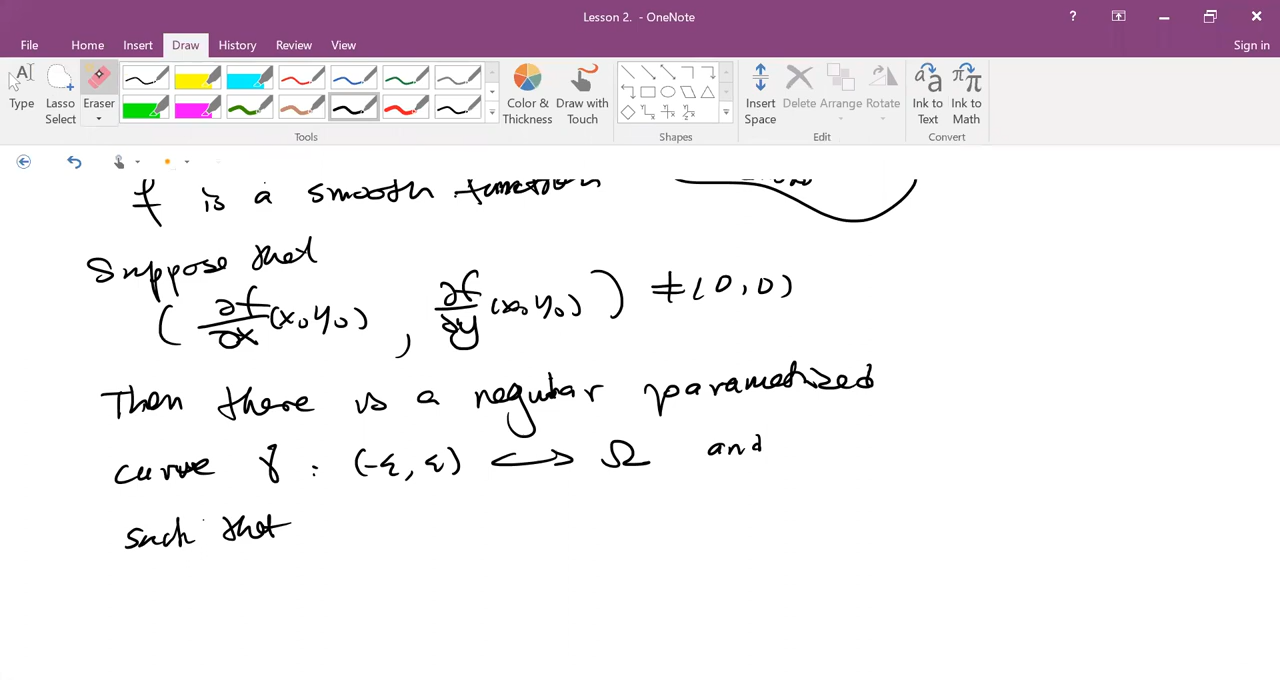 Lesson 2. - OneNote
?
File Home Insert Draw History Review View
Sign in
Type Lasso Select Eraser
Color & Thickness
Draw with Touch
Insert Space
Delete Arrange Rotate
Ink to Text
Ink to Math
Tools Shapes Edit Convert
f is a smooth function
Suppose that
( ∂f/∂x (x₀ y₀) , ∂f/∂y (x₀ y₀) ) ≠ (0, 0)
Then there is a regular parametrized
curve γ : (-ε, ε) ⟷ Ω and
such that